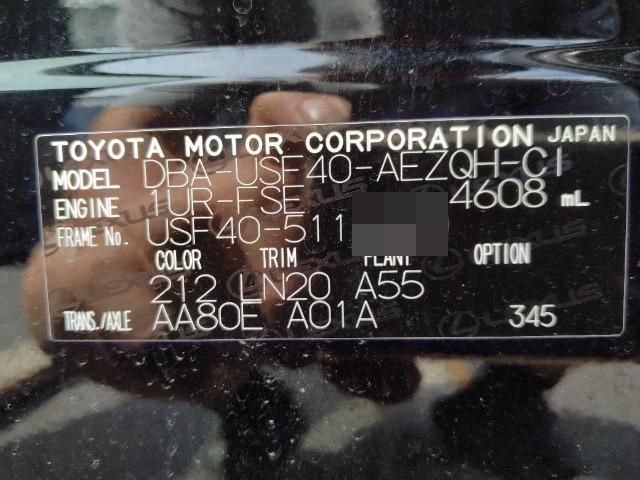 TOYOTA MOTOR CORPORATION JAPAN
MODEL DBA-USF40-AEZQH-CI
ENGINE 1UR-FSE 4608 mL
FRAME No. USF40-511
COLOR TRIM PLANT OPTION
212 LN20 A55
TRANS./AXLE AA80E A01A 345